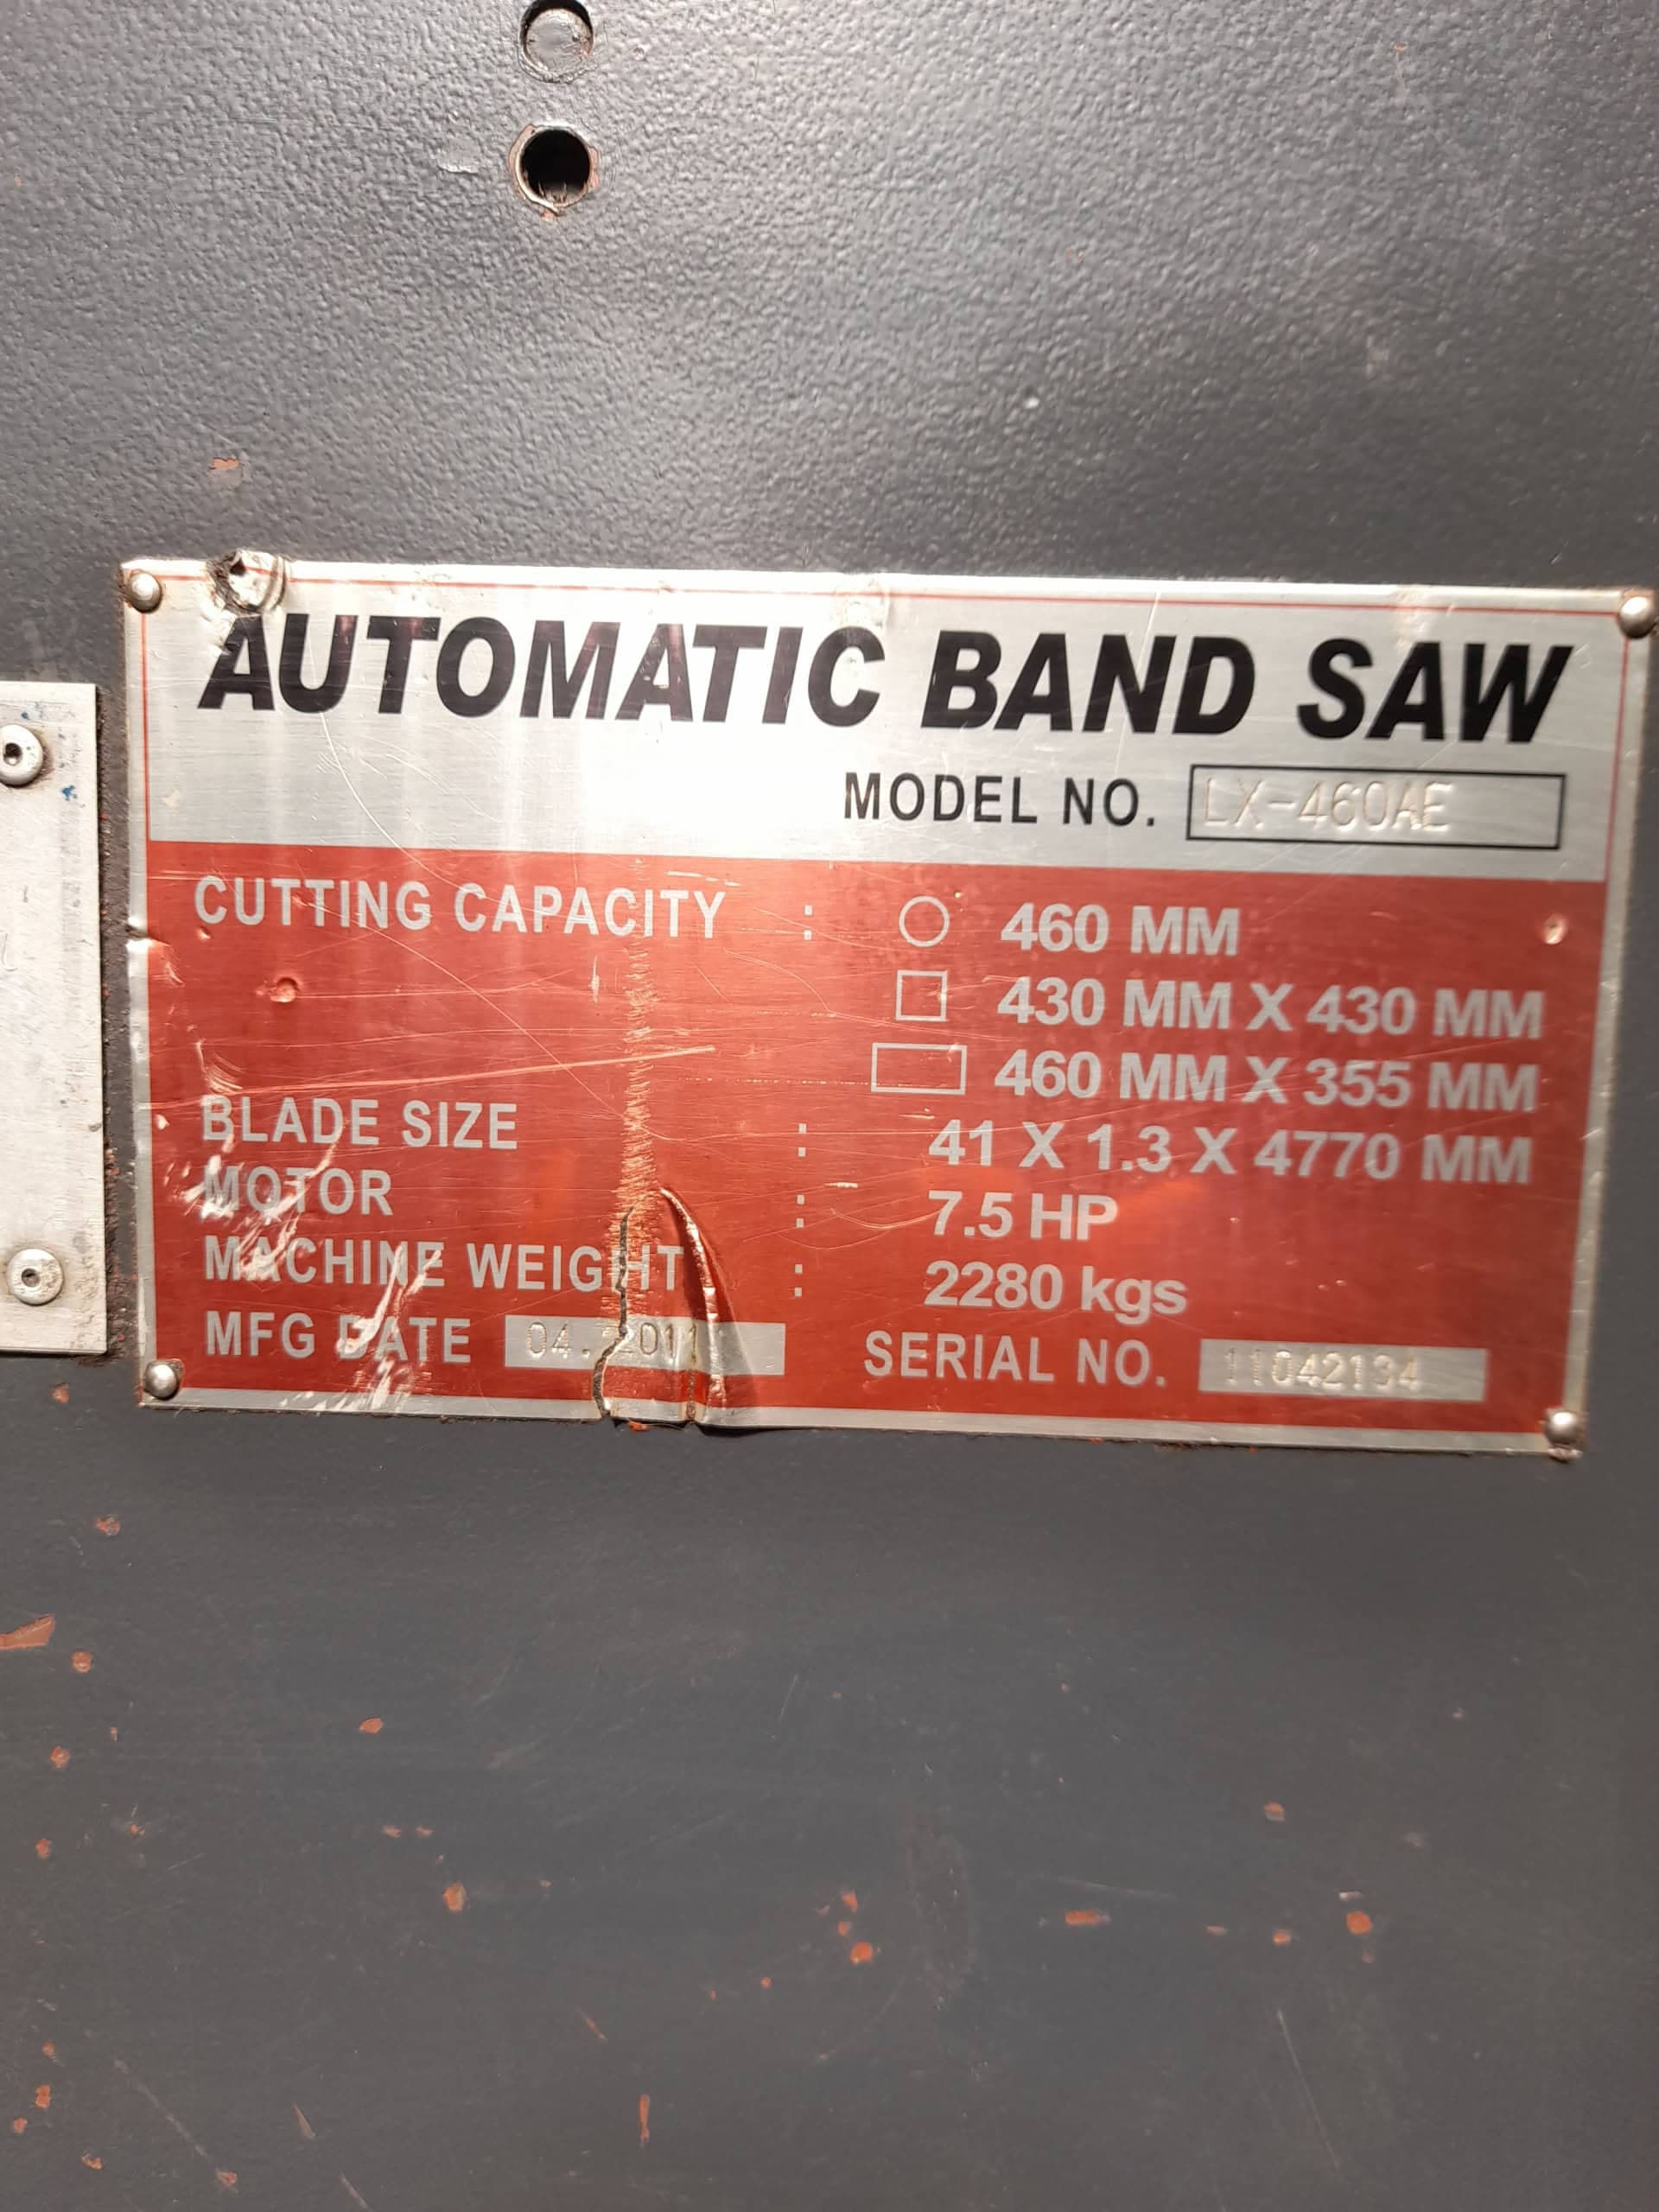 AUTOMATIC BAND SAW
MODEL NO. LX-460AE
CUTTING CAPACITY : 460 MM
430 MM X 430 MM
460 MM X 355 MM
BLADE SIZE : 41 X 1.3 X 4770 MM
MOTOR : 7.5 HP
MACHINE WEIGHT : 2280 kgs
MFG DATE 04.2011 SERIAL NO. 11042134